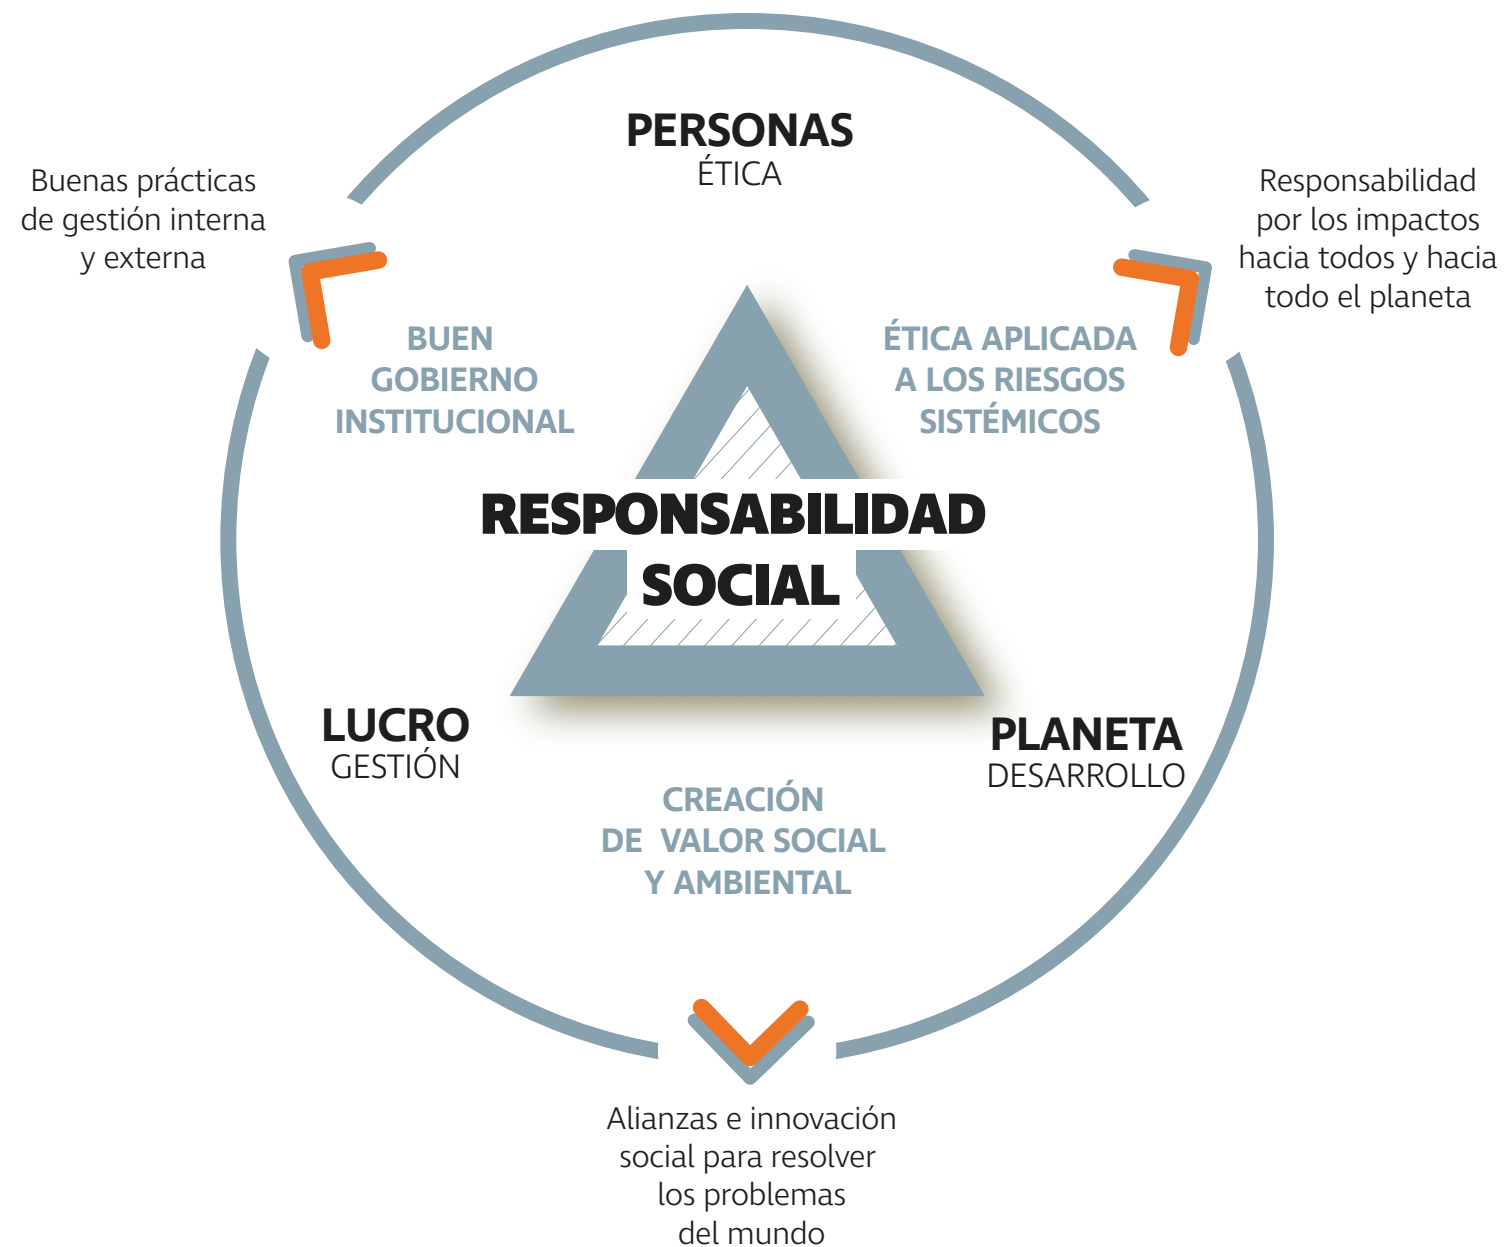 PERSONAS
ÉTICA
Buenas prácticas
de gestión interna
y externa
Responsabilidad
por los impactos
hacia todos y hacia
todo el planeta
BUEN
GOBIERNO
INSTITUCIONAL
ÉTICA APLICADA
A LOS RIESGOS
SISTÉMICOS
RESPONSABILIDAD
SOCIAL
LUCRO
GESTIÓN
PLANETA
DESARROLLO
CREACIÓN
DE VALOR SOCIAL
Y AMBIENTAL
Alianzas e innovación
social para resolver
los problemas
del mundo